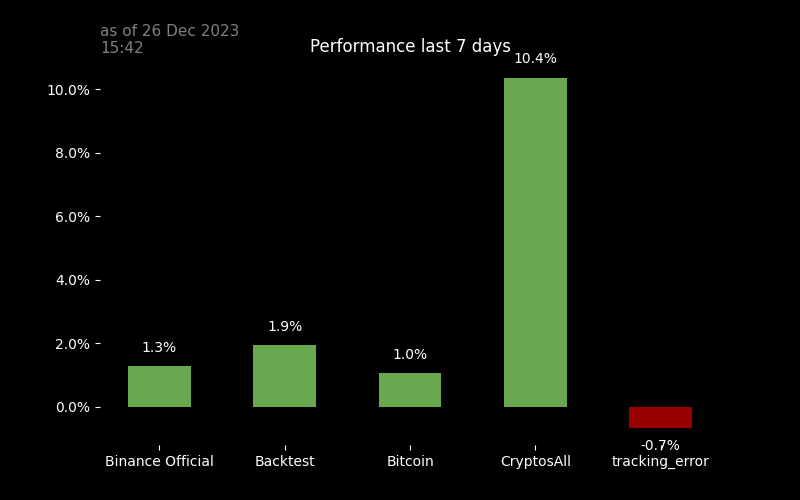 as of 26 Dec 2023
15:42
Performance last 7 days
10.4%
10.0%
8.0%
6.0%
4.0%
2.0%
0.0%
1.3%
1.9%
1.0%
-0.7%
Binance Official
Backtest
Bitcoin
CryptosAll
tracking_error